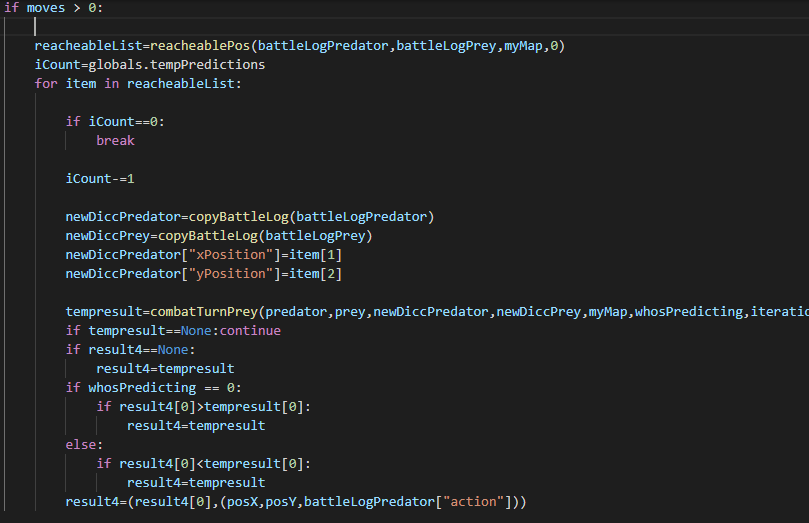 if moves > 0:
reacheableList=reacheablePos(battleLogPredator,battleLogPrey,myMap,0)
iCount=globals.tempPredictions
for item in reacheableList:
if iCount==0:
break
iCount-=1
newDiccPredator=copyBattleLog(battleLogPredator)
newDiccPrey=copyBattleLog(battleLogPrey)
newDiccPredator["xPosition"]=item[1]
newDiccPredator["yPosition"]=item[2]
tempresult=combatTurnPrey(predator,prey,newDiccPredator,newDiccPrey,myMap,whosPredicting,iteratio
if tempresult==None:continue
if result4==None:
result4=tempresult
if whosPredicting == 0:
if result4[0]>tempresult[0]:
result4=tempresult
else:
if result4[0]<tempresult[0]:
result4=tempresult
result4=(result4[0],(posX,posY,battleLogPredator["action"]))